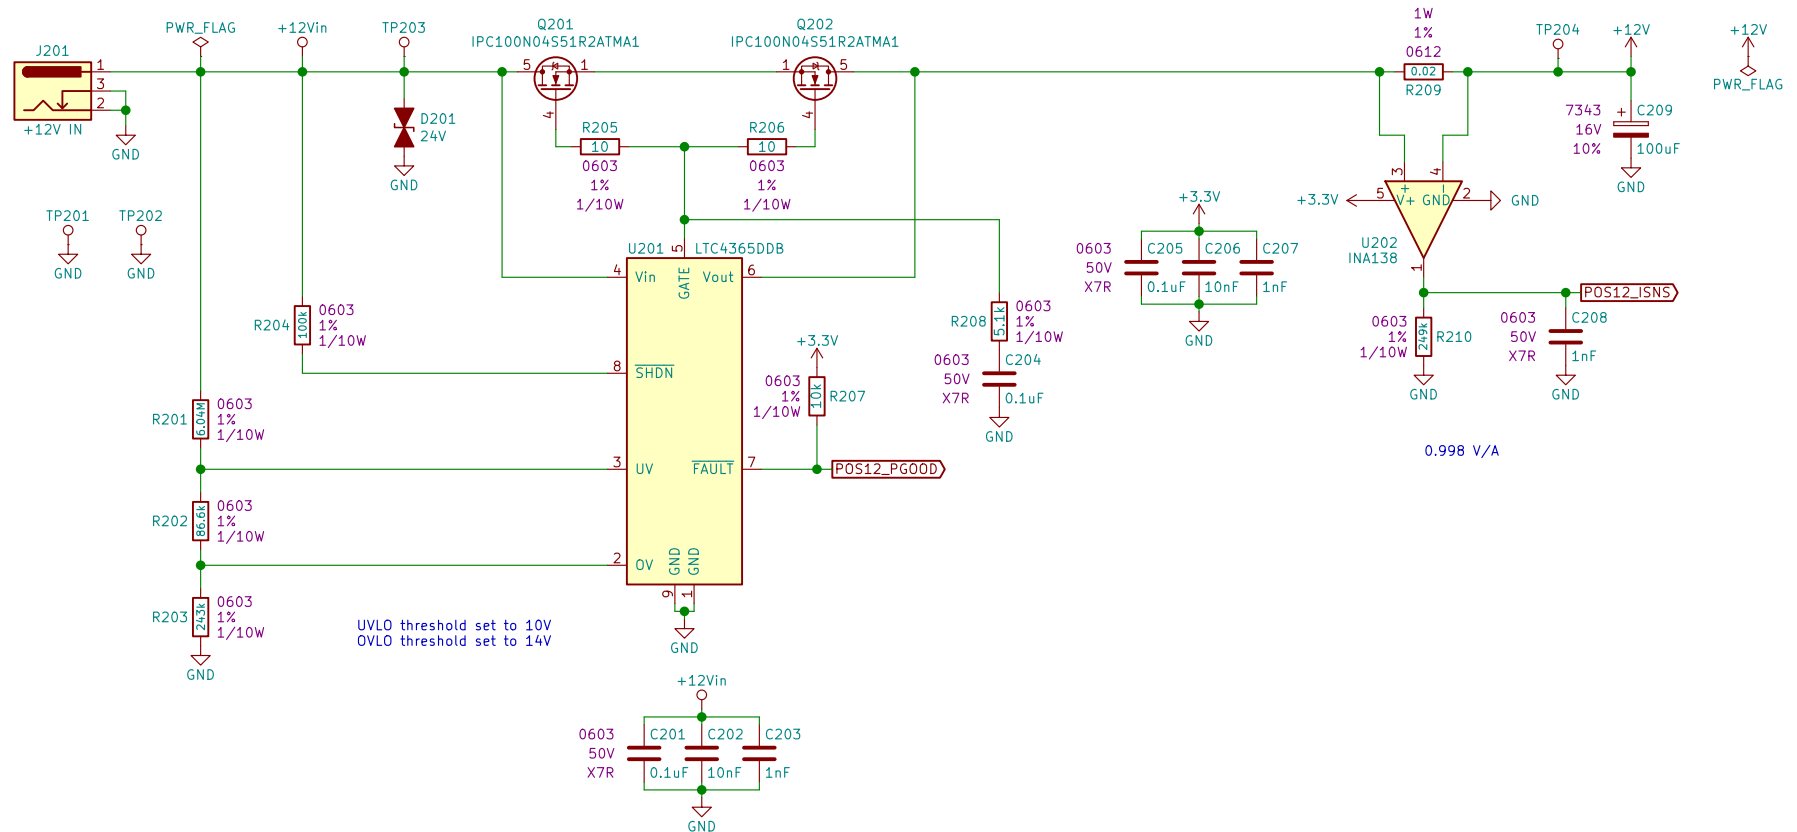 J201
1
3
2
+12V IN
GND
PWR_FLAG
+12Vin
TP203
D201
24V
GND
Q201
IPC100N04S51R2ATMA1
5
1
4
Q202
IPC100N04S51R2ATMA1
1
5
4
R205
10
0603
1%
1/10W
R206
10
0603
1%
1/10W
1W
1%
0612
0.02
R209
TP204
+12V
+12V
PWR_FLAG
7343
16V
10%
+
C209
100uF
GND
TP201
GND
TP202
GND
U201
LTC4365DDB
5
GATE
4
Vin
Vout
6
8
SHDN
3
UV
FAULT
7
2
OV
GND
GND
9
1
GND
R204
100k
0603
1%
1/10W
R201
6.04M
0603
1%
1/10W
R202
86.6k
0603
1%
1/10W
R203
243k
0603
1%
1/10W
GND
UVLO threshold set to 10V
OVLO threshold set to 14V
+3.3V
0603
1%
1/10W
10k
R207
POS12_PGOOD
R208
5.1k
0603
1%
1/10W
0603
50V
X7R
C204
0.1uF
GND
+3.3V
0603
50V
X7R
C205
0.1uF
C206
10nF
C207
1nF
GND
+3.3V
5
3
4
+
-
V+
GND
2
GND
U202
INA138
1
POS12_ISNS
0603
1%
1/10W
249k
R210
GND
0603
50V
X7R
C208
1nF
GND
0.998 V/A
+12Vin
0603
50V
X7R
C201
0.1uF
C202
10nF
C203
1nF
GND